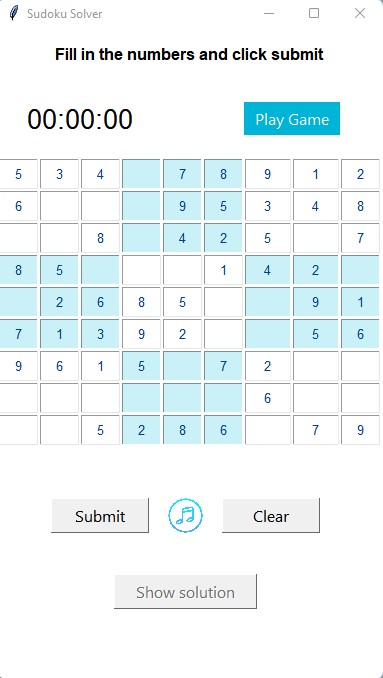 Sudoku Solver
Fill in the numbers and click submit
00:00:00 Play Game
5 3 4 7 8 9 1 2
6 9 5 3 4 8
8 4 2 5 7
8 5 1 4 2
2 6 8 5 9 1
7 1 3 9 2 5 6
9 6 1 5 7 2
6
5 2 8 6 7 9
Submit Clear
Show solution